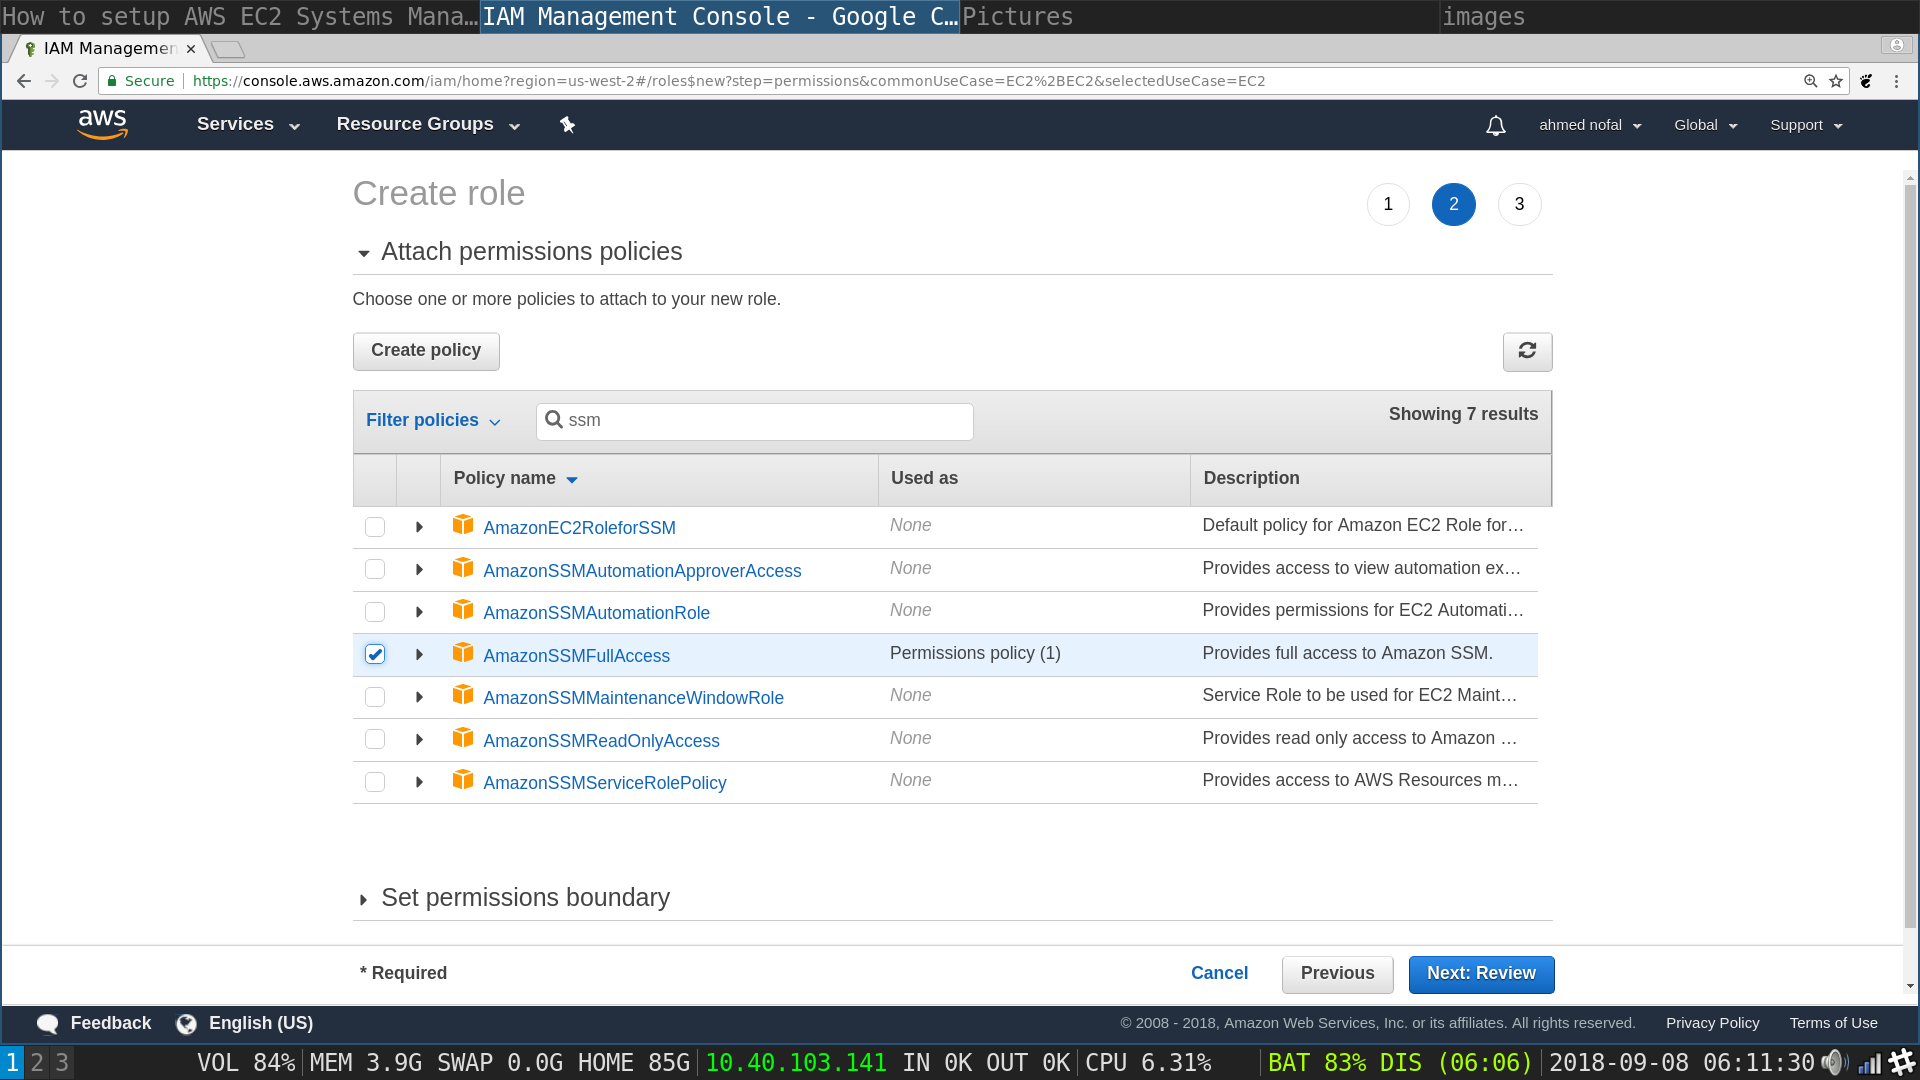 How to setup AWS EC2 Systems Mana…
IAM Management Console - Google C…
Pictures
images
IAM Managemen
Secure
https://console.aws.amazon.com/iam/home?region=us-west-2#/roles$new?step=permissions&commonUseCase=EC2%2BEC2&selectedUseCase=EC2
aws
Services
Resource Groups
ahmed nofal
Global
Support
Create role
1
2
3
Attach permissions policies
Choose one or more policies to attach to your new role.
Create policy
Filter policies
ssm
Showing 7 results
Policy name
Used as
Description
AmazonEC2RoleforSSM None Default policy for Amazon EC2 Role for…
AmazonSSMAutomationApproverAccess None Provides access to view automation ex…
AmazonSSMAutomationRole None Provides permissions for EC2 Automati…
AmazonSSMFullAccess Permissions policy (1) Provides full access to Amazon SSM.
AmazonSSMMaintenanceWindowRole None Service Role to be used for EC2 Maint…
AmazonSSMReadOnlyAccess None Provides read only access to Amazon …
AmazonSSMServiceRolePolicy None Provides access to AWS Resources m…
Set permissions boundary
* Required
Cancel
Previous
Next: Review
Feedback
English (US)
© 2008 - 2018, Amazon Web Services, Inc. or its affiliates. All rights reserved.
Privacy Policy
Terms of Use
1 2 3
VOL 84% MEM 3.9G SWAP 0.0G HOME 85G 10.40.103.141 IN 0K OUT 0K CPU 6.31% BAT 83% DIS (06:06) 2018-09-08 06:11:30